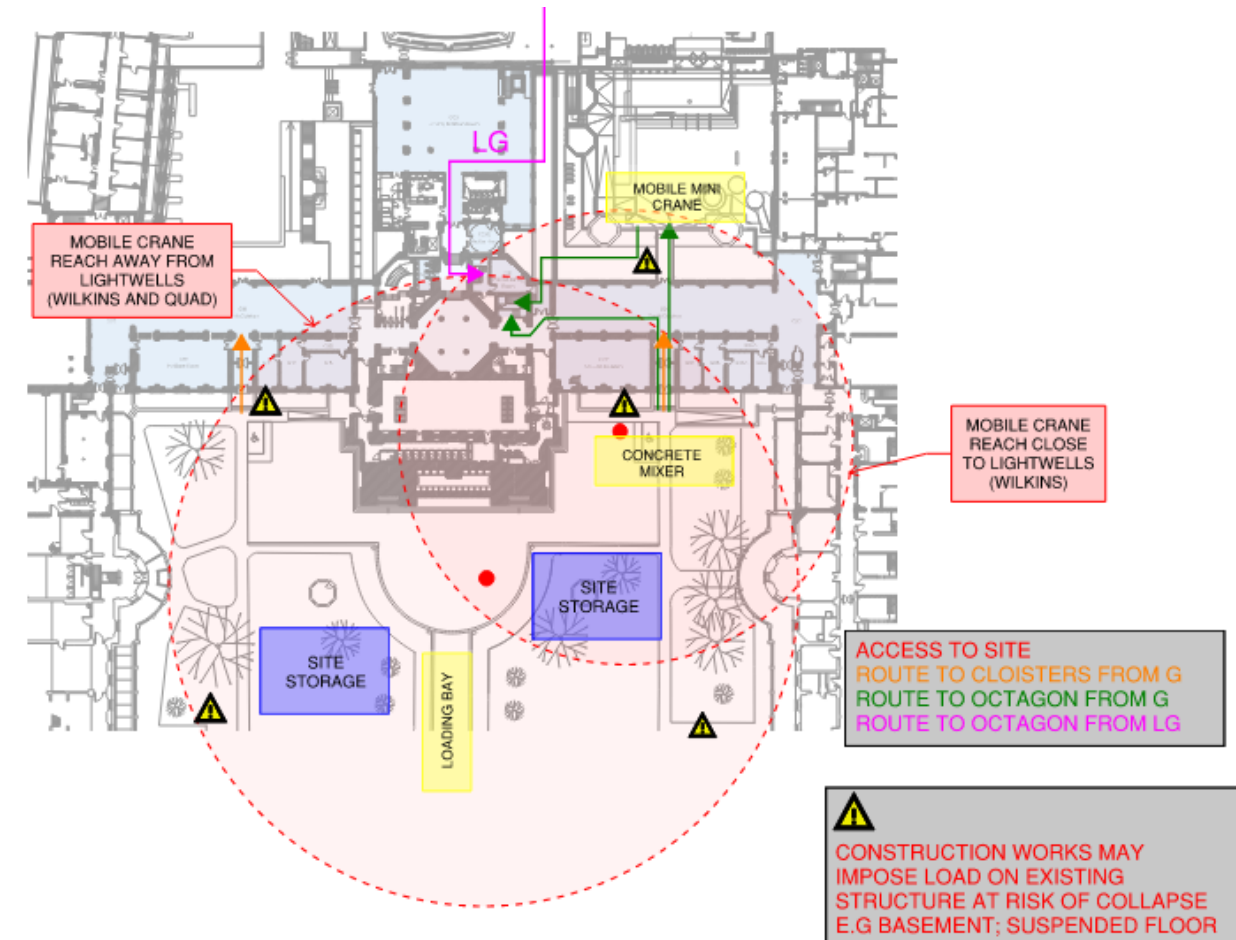 LG
MOBILE MINI
CRANE
MOBILE CRANE
REACH AWAY FROM
LIGHTWELLS
(WILKINS AND QUAD)
MOBILE CRANE
REACH CLOSE
TO LIGHTWELLS
(WILKINS)
CONCRETE
MIXER
SITE
STORAGE
SITE
STORAGE
LOADING BAY
ACCESS TO SITE
ROUTE TO CLOISTERS FROM G
ROUTE TO OCTAGON FROM G
ROUTE TO OCTAGON FROM LG
CONSTRUCTION WORKS MAY
IMPOSE LOAD ON EXISTING
STRUCTURE AT RISK OF COLLAPSE
E.G BASEMENT; SUSPENDED FLOOR